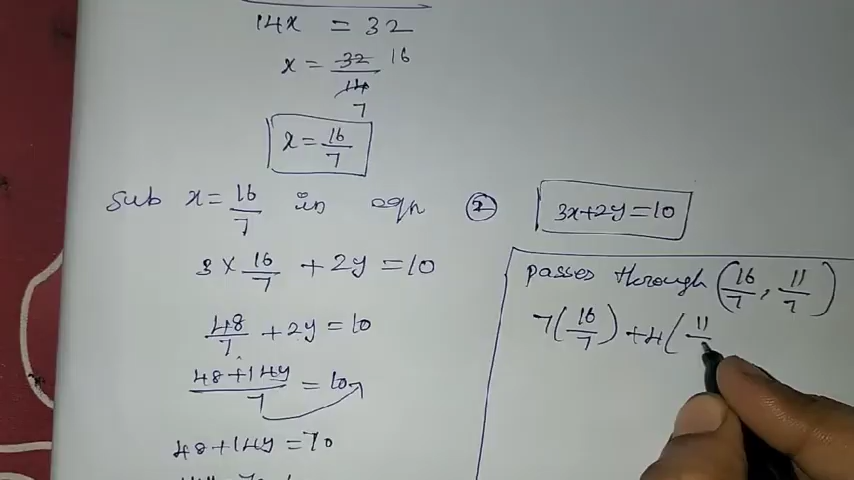 14x = 32
x = 32 16
14
7
x = 16/7
Sub x = 16/7 in eqn ② 3x+2y=10
3 × 16/7 + 2y = 10
48/7 + 2y = 10
48+14y/7 = 10
48+14y = 70
passes through (16/7, 11/7)
7(16/7) + 4(11